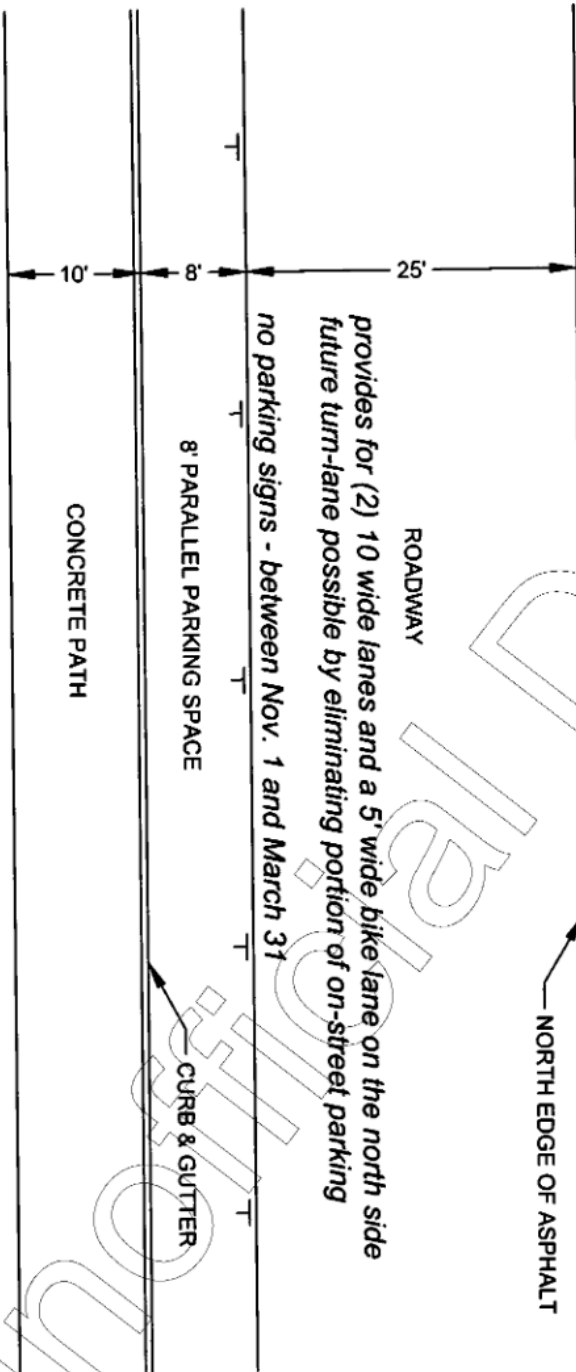 NORTH EDGE OF ASPHALT
25'
ROADWAY
provides for (2) 10 wide lanes and a 5' wide bike lane on the north side
future turn-lane possible by eliminating portion of on-street parking
no parking signs - between Nov. 1 and March 31
8'
8' PARALLEL PARKING SPACE
CURB & GUTTER
10'
CONCRETE PATH